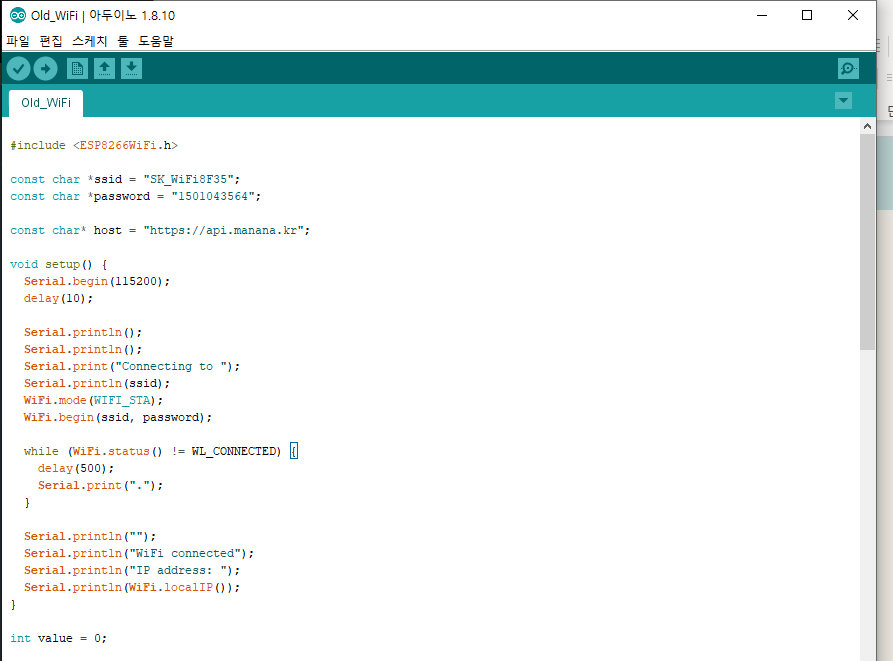 Old_WiFi | 아두이노 1.8.10
파일 편집 스케치 툴 도움말
Old_WiFi
#include <ESP8266WiFi.h>
const char *ssid = "SK_WiFi8F35";
const char *password = "1501043564";
const char* host = "https://api.manana.kr";
void setup() {
Serial.begin(115200);
delay(10);
Serial.println();
Serial.println();
Serial.print("Connecting to ");
Serial.println(ssid);
WiFi.mode(WIFI_STA);
WiFi.begin(ssid, password);
while (WiFi.status() != WL_CONNECTED) {
delay(500);
Serial.print(".");
}
Serial.println("");
Serial.println("WiFi connected");
Serial.println("IP address: ");
Serial.println(WiFi.localIP());
}
int value = 0;